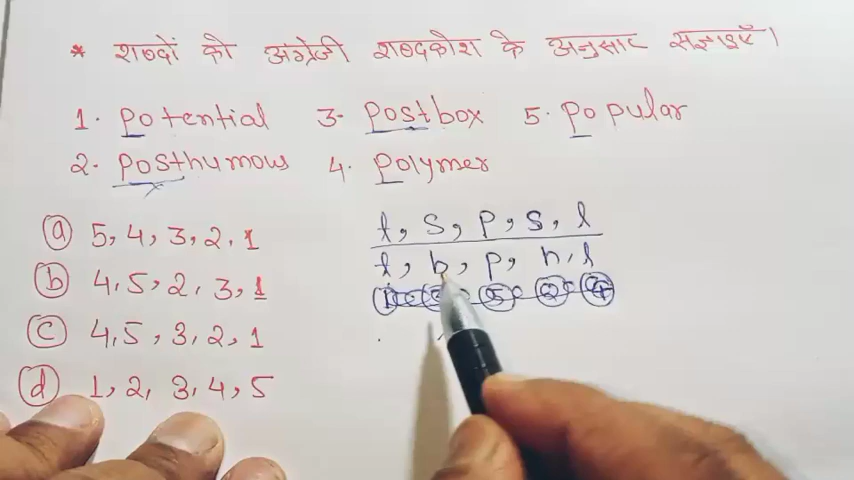 * शब्दों को अंग्रेजी शब्दकोश के अनुसार सजाइएँ।
1. Potential 3. Postbox 5. Popular
2. Posthumous 4. Polymer
(a) 5, 4, 3, 2, 1
(b) 4, 5, 2, 3, 1
(c) 4, 5, 3, 2, 1
(d) 1, 2, 3, 4, 5
t, s, p, s, l
t, b, p, h, l